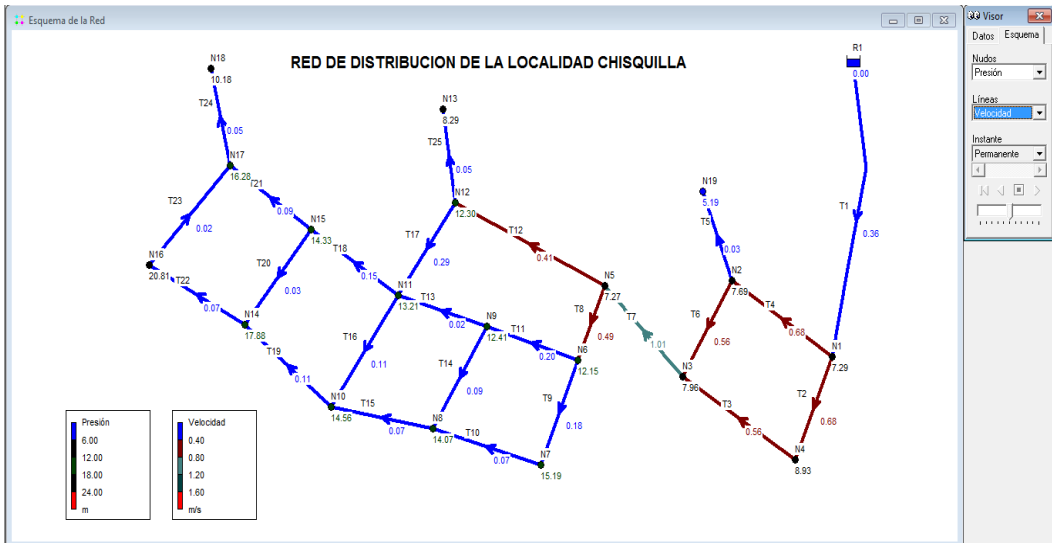 Esquema de la Red
RED DE DISTRIBUCION DE LA LOCALIDAD CHISQUILLA
N18
10.18
T24
0.05
N17
16.28
T21
0.09
T23
0.02
N15
14.33
T18
0.15
N16
20.81
T22
0.07
T20
0.03
N14
17.88
T19
0.11
N13
8.29
T25
0.05
N12
12.30
T17
0.29
T12
0.41
N11
13.21
T13
0.02
N9
12.41
T11
0.20
T16
0.11
T14
0.09
N10
14.56
T15
0.07
N8
14.07
T10
0.07
N5
7.27
T8
0.49
T7
1.01
N6
12.15
T9
0.18
N7
15.19
N19
5.19
T5
0.03
N2
7.69
T4
0.68
T6
0.56
N3
7.96
T3
0.56
R1
0.00
T1
0.36
N1
7.29
T2
0.68
N4
8.93
Presión
6.00
12.00
18.00
24.00
m
Velocidad
0.40
0.80
1.20
1.60
m/s
Visor
Datos
Esquema
Nudos
Presión
Líneas
Velocidad
Instante
Permanente